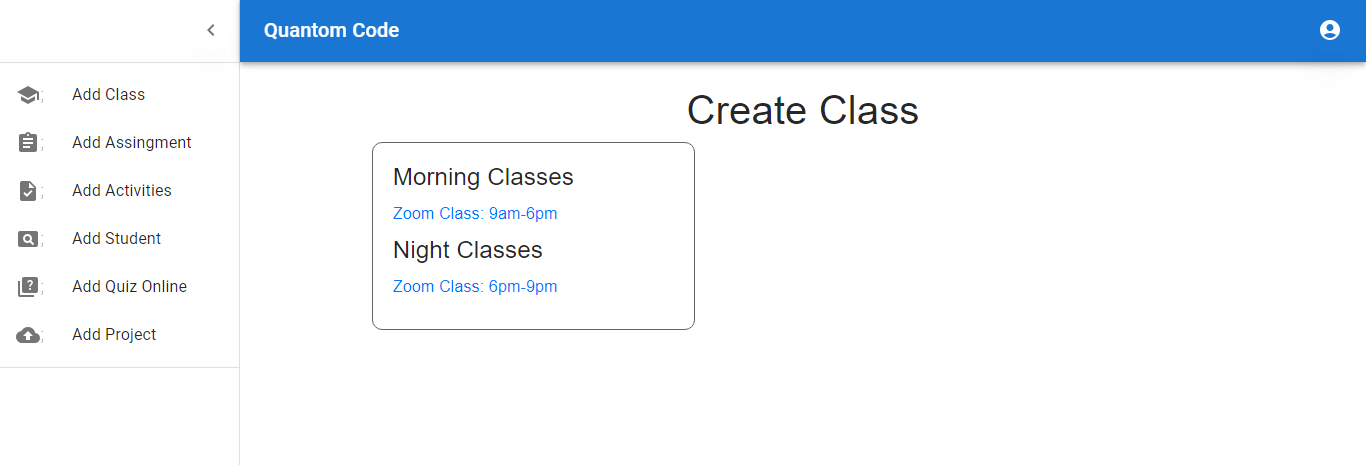 Quantom Code
; Add Class
; Add Assingment
; Add Activities
; Add Student
; Add Quiz Online
; Add Project
Create Class
Morning Classes
Zoom Class: 9am-6pm
Night Classes
Zoom Class: 6pm-9pm